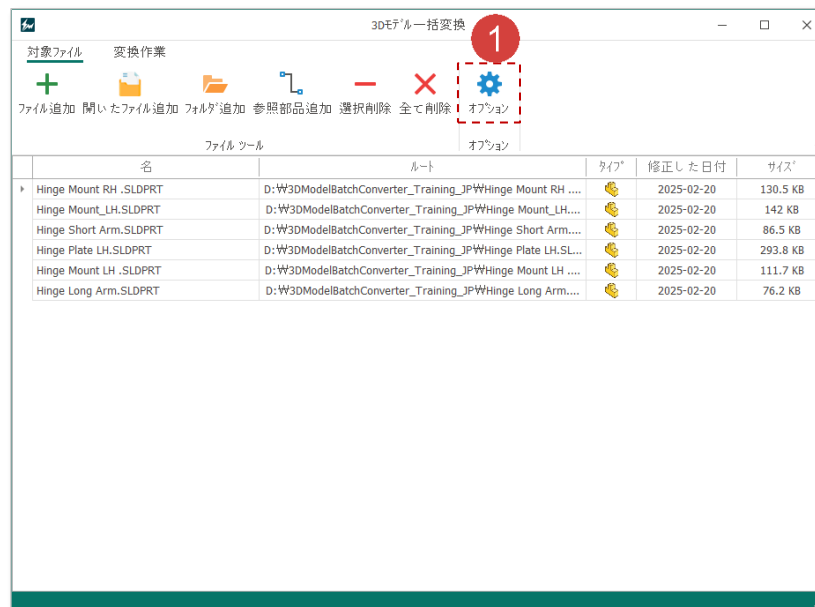 3Dﾓﾃﾞﾙ一括変換
1
対象ﾌｧｲﾙ 変換作業
ﾌｧｲﾙ追加 開いたﾌｧｲﾙ追加 ﾌｫﾙﾀﾞ追加 参照部品追加 選択削除 全て削除 ｵﾌﾟｼｮﾝ
ﾌｧｲﾙ ﾂｰﾙ ｵﾌﾟｼｮﾝ
名 ﾙｰﾄ ﾀｲﾌﾟ 修正した日付 ｻｲｽﾞ
Hinge Mount RH .SLDPRT D:₩3DModelBatchConverter_Training_JP₩Hinge Mount RH .... 2025-02-20 130.5 KB
Hinge Mount_LH.SLDPRT D:₩3DModelBatchConverter_Training_JP₩Hinge Mount_LH.... 2025-02-20 142 KB
Hinge Short Arm.SLDPRT D:₩3DModelBatchConverter_Training_JP₩Hinge Short Arm.... 2025-02-20 86.5 KB
Hinge Plate LH.SLDPRT D:₩3DModelBatchConverter_Training_JP₩Hinge Plate LH.SL... 2025-02-20 293.8 KB
Hinge Mount LH .SLDPRT D:₩3DModelBatchConverter_Training_JP₩Hinge Mount LH .... 2025-02-20 111.7 KB
Hinge Long Arm.SLDPRT D:₩3DModelBatchConverter_Training_JP₩Hinge Long Arm.... 2025-02-20 76.2 KB